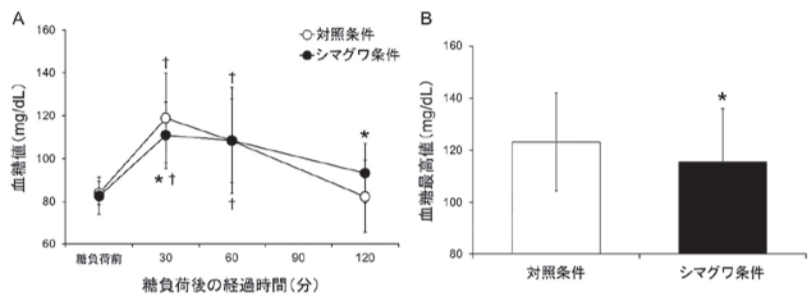 A
血糖値(mg/dL)
160
140
120
100
80
60
対照条件
シマグワ条件
†
†
*
* †
†
糖負荷前
30
60
90
120
糖負荷後の経過時間(分)
B
血糖最高値(mg/dL)
160
140
120
100
80
*
対照条件
シマグワ条件